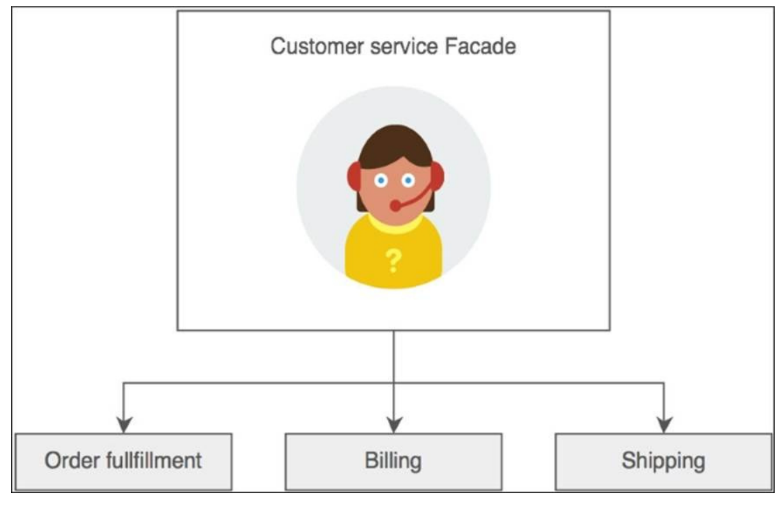 Customer service Facade
?
Order fullfillment
Billing
Shipping